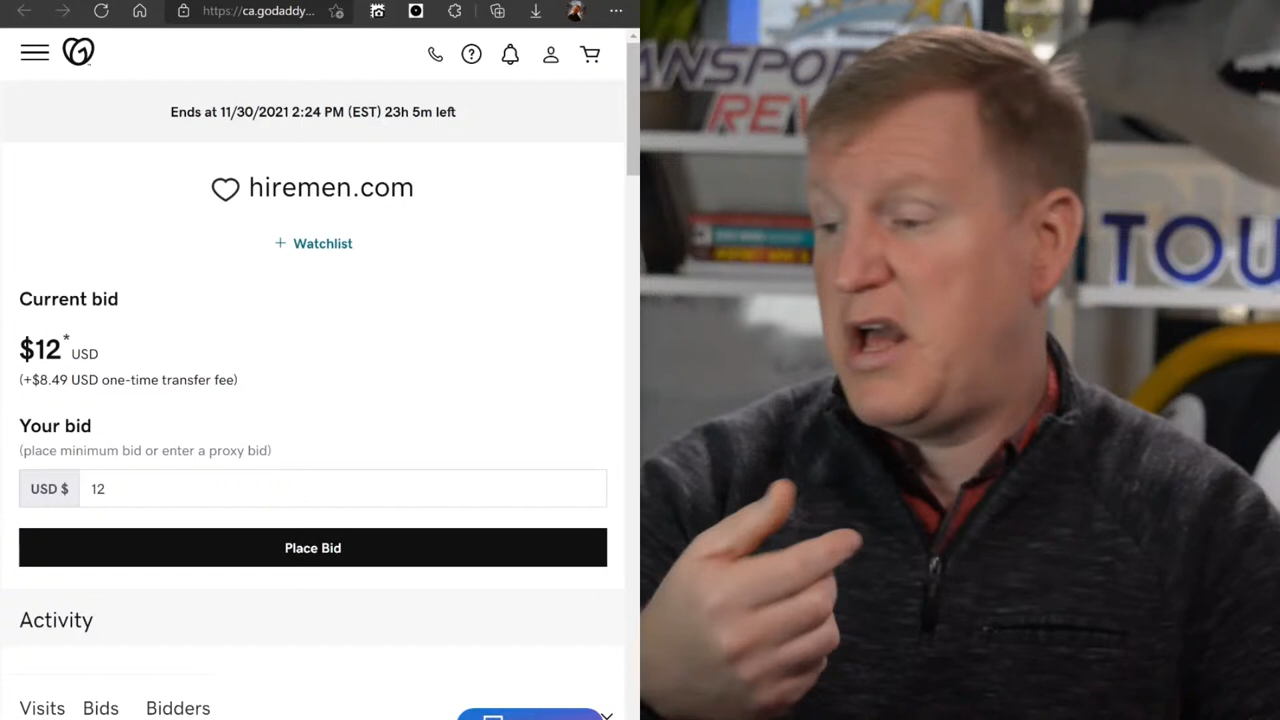 https://ca.godaddy...
Ends at 11/30/2021 2:24 PM (EST) 23h 5m left
hiremen.com
+ Watchlist
Current bid
$12* USD
(+$8.49 USD one-time transfer fee)
Your bid
(place minimum bid or enter a proxy bid)
USD $ 12
Place Bid
Activity
Visits Bids Bidders
ANSPO
REV
TOU